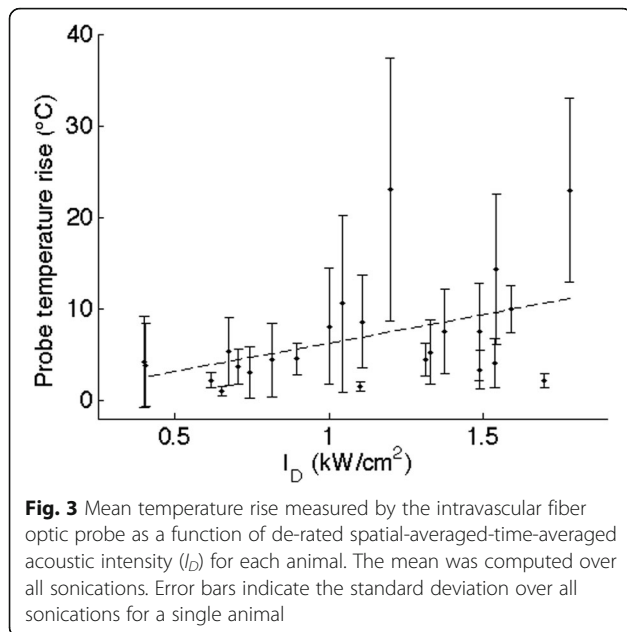 40
30
20
10
0
Probe temperature rise (°C)
0.5 1 1.5
I_D (kW/cm²)
Fig. 3 Mean temperature rise measured by the intravascular fiber
optic probe as a function of de-rated spatial-averaged-time-averaged
acoustic intensity (I_D) for each animal. The mean was computed over
all sonications. Error bars indicate the standard deviation over all
sonications for a single animal